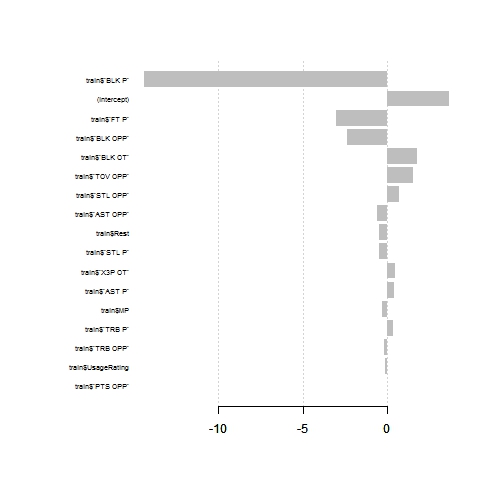 train$`BLK P`
(Intercept)
train$`FT P`
train$`BLK OPP`
train$`BLK OT`
train$`TOV OPP`
train$`STL OPP`
train$`AST OPP`
train$Rest
train$`STL P`
train$`X3P OT`
train$`AST P`
train$MP
train$`TRB P`
train$`TRB OPP`
train$UsageRating
train$`PTS OPP`
-10 -5 0